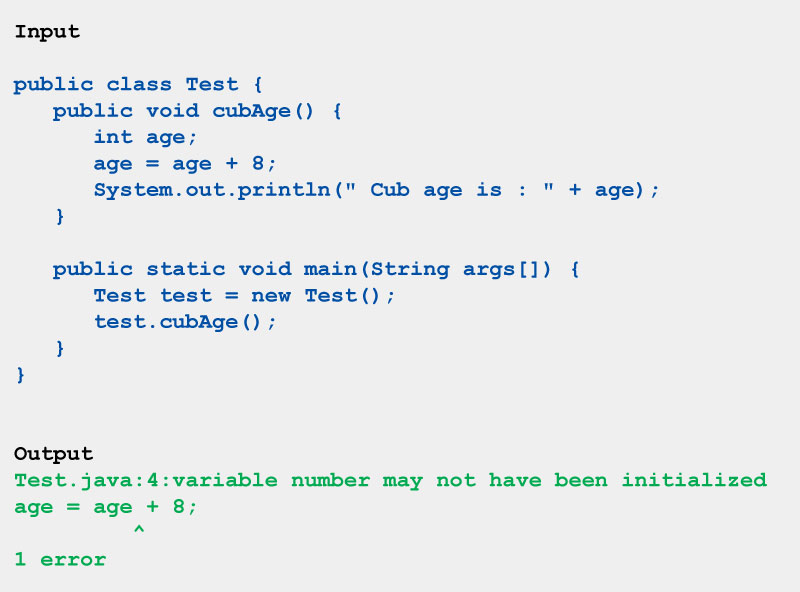 Input
public class Test {
public void cubAge() {
int age;
age = age + 8;
System.out.println(" Cub age is : " + age);
}
public static void main(String args[]) {
Test test = new Test();
test.cubAge();
}
}
Output
Test.java:4:variable number may not have been initialized
age = age + 8;
^
1 error